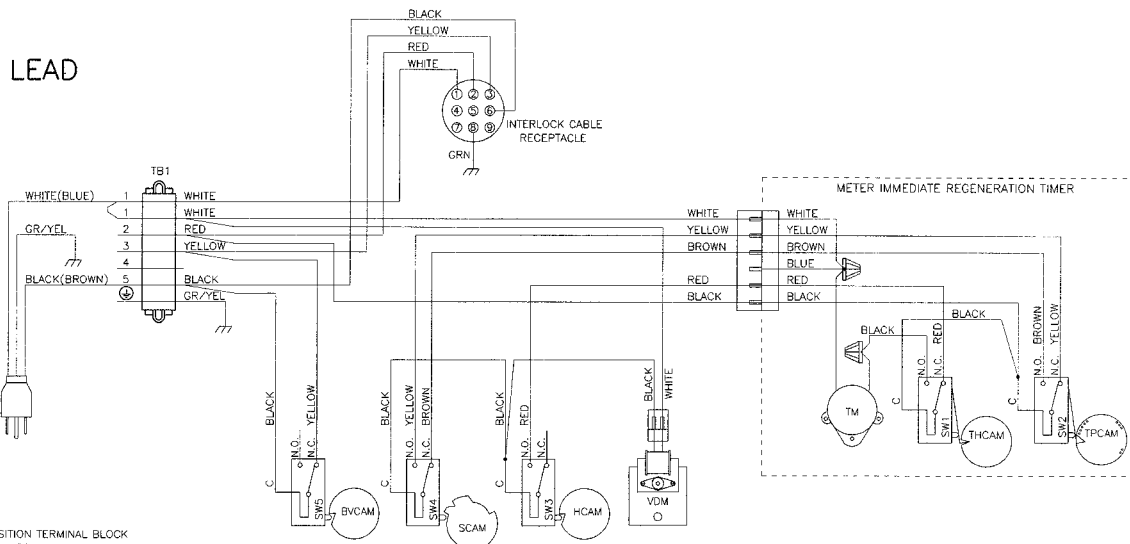 BLACK
YELLOW
RED
WHITE
LEAD
1 2 3
4 5 6
7 8 9
INTERLOCK CABLE
RECEPTACLE
GRN
TB1
METER IMMEDIATE REGENERATION TIMER
WHITE(BLUE) 1 WHITE
1 WHITE WHITE WHITE
GR/YEL 2 RED YELLOW YELLOW
3 YELLOW BROWN BROWN
4 BLUE
BLACK(BROWN) 5 BLACK RED RED
GR/YEL BLACK BLACK
BLACK
BLACK
N.O. N.C. RED
N.O. BROWN
N.C. YELLOW
C
C
TM
SW1
THCAM
SW2
TPCAM
BLACK
N.O.
N.C. YELLOW
BLACK
N.O. YELLOW
N.C. BROWN
BLACK
N.O. RED
N.C.
BLACK
WHITE
C
C
C
SW5
BVCAM
SW4
SCAM
SW3
HCAM
VDM
SITION TERMINAL BLOCK